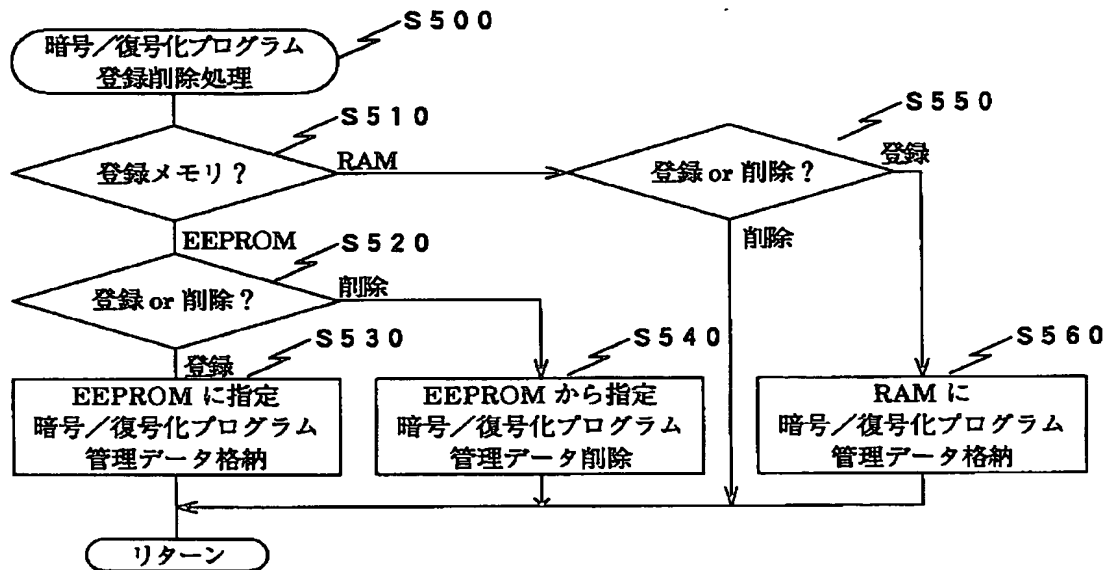 S500
暗号／復号化プログラム
登録削除処理
S510
登録メモリ？
RAM
EEPROM
S550
登録 or 削除？
登録
削除
S520
登録 or 削除？
削除
登録
S530
EEPROM に指定
暗号／復号化プログラム
管理データ格納
S540
EEPROM から指定
暗号／復号化プログラム
管理データ削除
S560
RAM に
暗号／復号化プログラム
管理データ格納
リターン